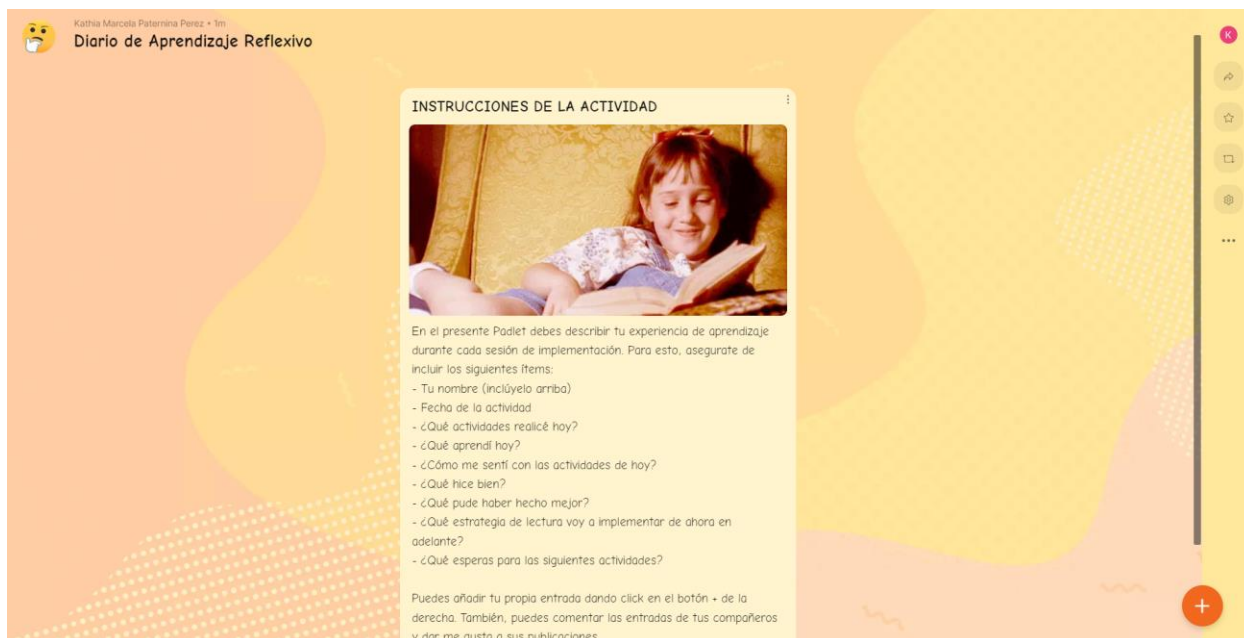 Kathia Marcela Paternina Perez • 1m
Diario de Aprendizaje Reflexivo
K
INSTRUCCIONES DE LA ACTIVIDAD
En el presente Padlet debes describir tu experiencia de aprendizaje
durante cada sesión de implementación. Para esto, asegurate de
incluir los siguientes ítems:
- Tu nombre (inclúyelo arriba)
- Fecha de la actividad
- ¿Qué actividades realicé hoy?
- ¿Qué aprendí hoy?
- ¿Cómo me sentí con las actividades de hoy?
- ¿Qué hice bien?
- ¿Qué pude haber hecho mejor?
- ¿Qué estrategia de lectura voy a implementar de ahora en
adelante?
- ¿Qué esperas para las siguientes actividades?
Puedes añadir tu propia entrada dando click en el botón + de la
derecha. También, puedes comentar las entradas de tus compañeros
y dar me gusta a sus publicaciones